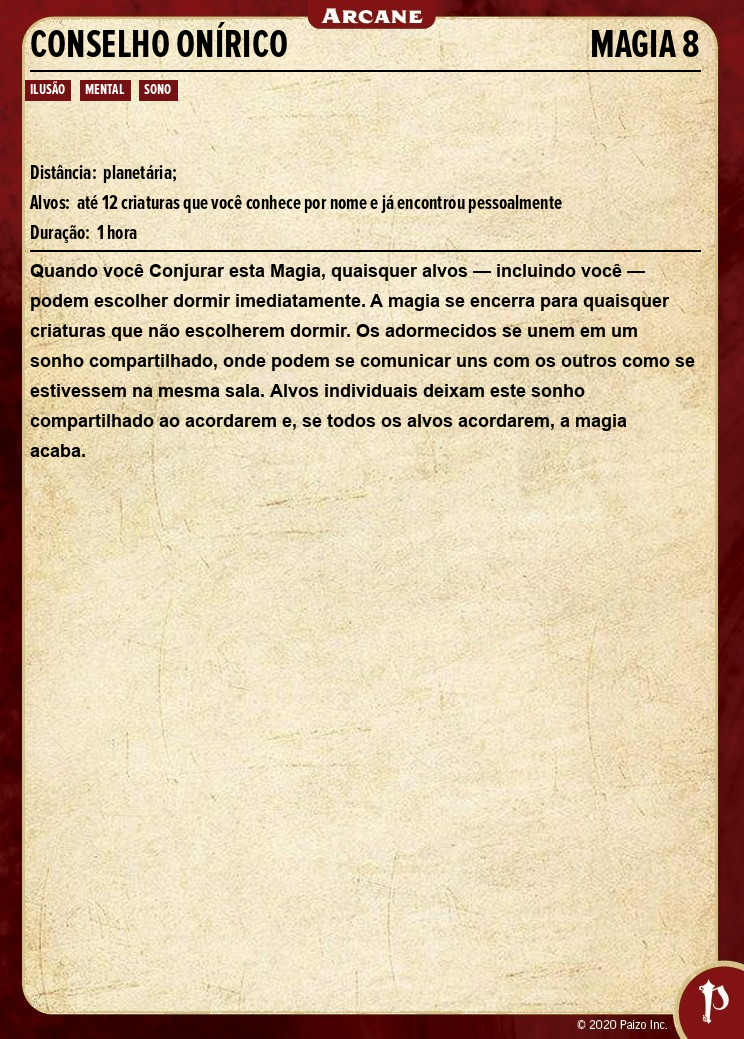 ARCANE
CONSELHO ONÍRICO MAGIA 8
ILUSÃO MENTAL SONO
Distância: planetária;
Alvos: até 12 criaturas que você conhece por nome e já encontrou pessoalmente
Duração: 1 hora
Quando você Conjurar esta Magia, quaisquer alvos — incluindo você —
podem escolher dormir imediatamente. A magia se encerra para quaisquer
criaturas que não escolherem dormir. Os adormecidos se unem em um
sonho compartilhado, onde podem se comunicar uns com os outros como se
estivessem na mesma sala. Alvos individuais deixam este sonho
compartilhado ao acordarem e, se todos os alvos acordarem, a magia
acaba.
© 2020 Paizo Inc.
P